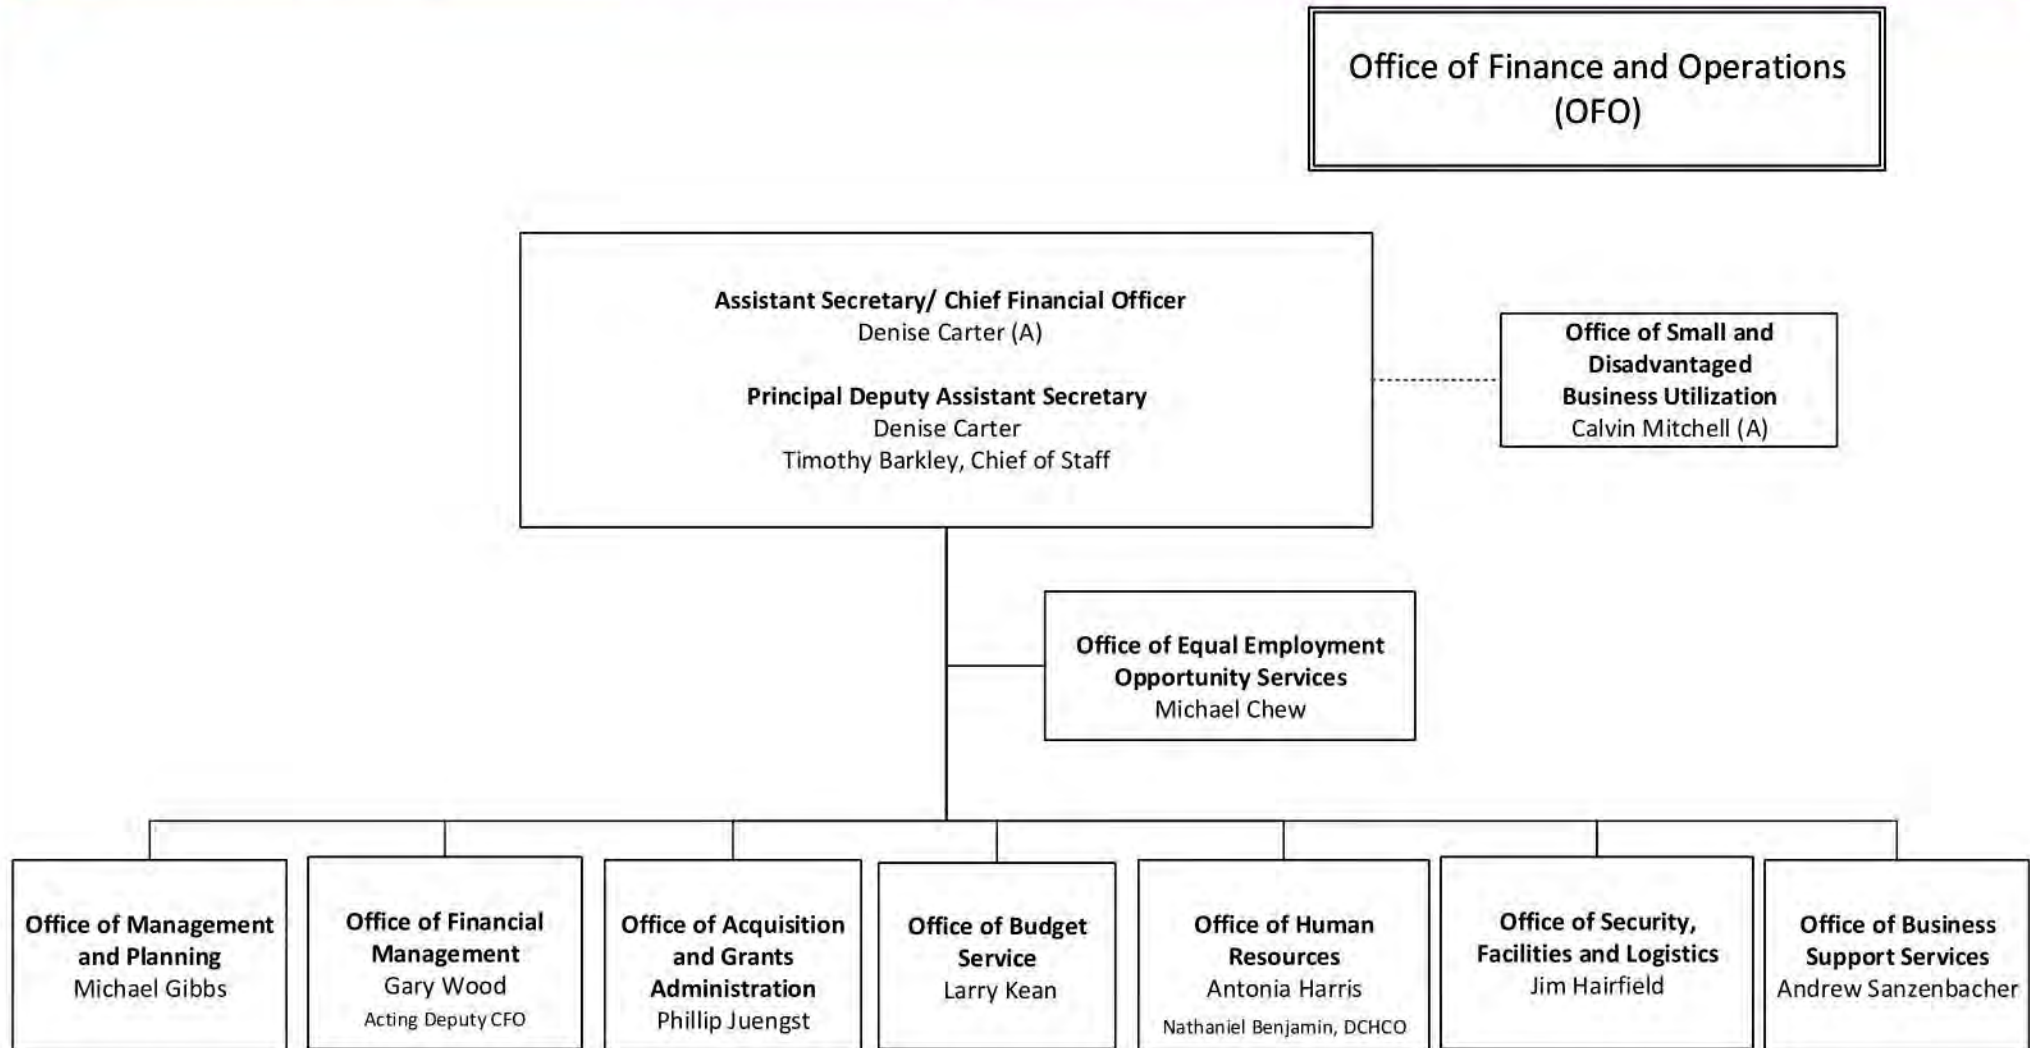 Office of Finance and Operations
(OFO)
Assistant Secretary/ Chief Financial Officer
Denise Carter (A)
Principal Deputy Assistant Secretary
Denise Carter
Timothy Barkley, Chief of Staff
Office of Small and
Disadvantaged
Business Utilization
Calvin Mitchell (A)
Office of Equal Employment
Opportunity Services
Michael Chew
Office of Management
and Planning
Michael Gibbs
Office of Financial
Management
Gary Wood
Acting Deputy CFO
Office of Acquisition
and Grants
Administration
Phillip Juengst
Office of Budget
Service
Larry Kean
Office of Human
Resources
Antonia Harris
Nathaniel Benjamin, DCHCO
Office of Security,
Facilities and Logistics
Jim Hairfield
Office of Business
Support Services
Andrew Sanzenbacher